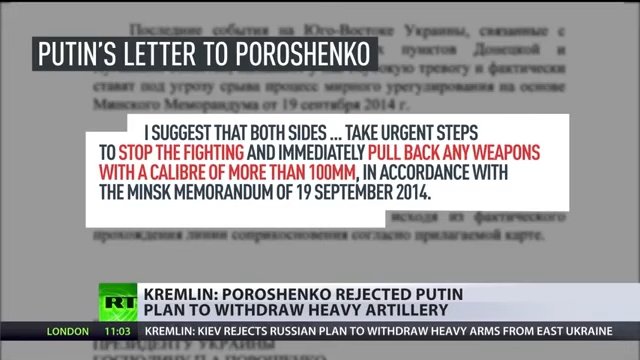 Последние события на Юго-Востоке Украины, связанные с
PUTIN'S LETTER TO POROSHENKO
пунктов Донецкой и
тревогу и фактически
ставят под угрозу срыва процесс мирного урегулирования на основе
Минского Меморандума от 19 сентября 2014 г.
I SUGGEST THAT BOTH SIDES ... TAKE URGENT STEPS
TO STOP THE FIGHTING AND IMMEDIATELY PULL BACK ANY WEAPONS
WITH A CALIBRE OF MORE THAN 100MM, IN ACCORDANCE WITH
THE MINSK MEMORANDUM OF 19 SEPTEMBER 2014.
исходя из фактического
прохождения линии соприкосновения согласно прилагаемой карте.
RT
KREMLIN: POROSHENKO REJECTED PUTIN
PLAN TO WITHDRAW HEAVY ARTILLERY
LONDON 11:03 KREMLIN: KIEV REJECTS RUSSIAN PLAN TO WITHDRAW HEAVY ARMS FROM EAST UKRAINE
ПРЕЗИДЕНТУ УКРАИНЫ